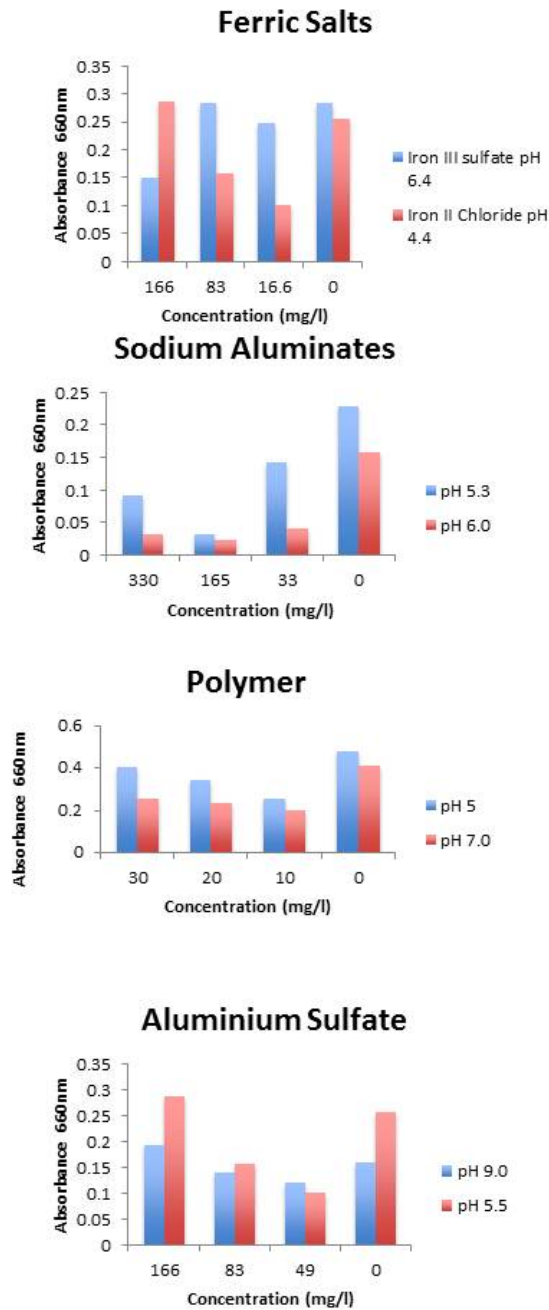 Ferric Salts
0.35
0.3
0.25
0.2
0.15
0.1
0.05
0
Absorbance 660nm
166 83 16.6 0
Concentration (mg/l)
Iron III sulfate pH
6.4
Iron II Chloride pH
4.4
Sodium Aluminates
0.25
0.2
0.15
0.1
0.05
0
Absorbance 660nm
330 165 33 0
Concentration (mg/l)
pH 5.3
pH 6.0
Polymer
0.6
0.4
0.2
0
Absorbance 660nm
30 20 10 0
Concentration (mg/l)
pH 5
pH 7.0
Aluminium Sulfate
0.35
0.3
0.25
0.2
0.15
0.1
0.05
0
Absorbance 660nm
166 83 49 0
Concentration (mg/l)
pH 9.0
pH 5.5